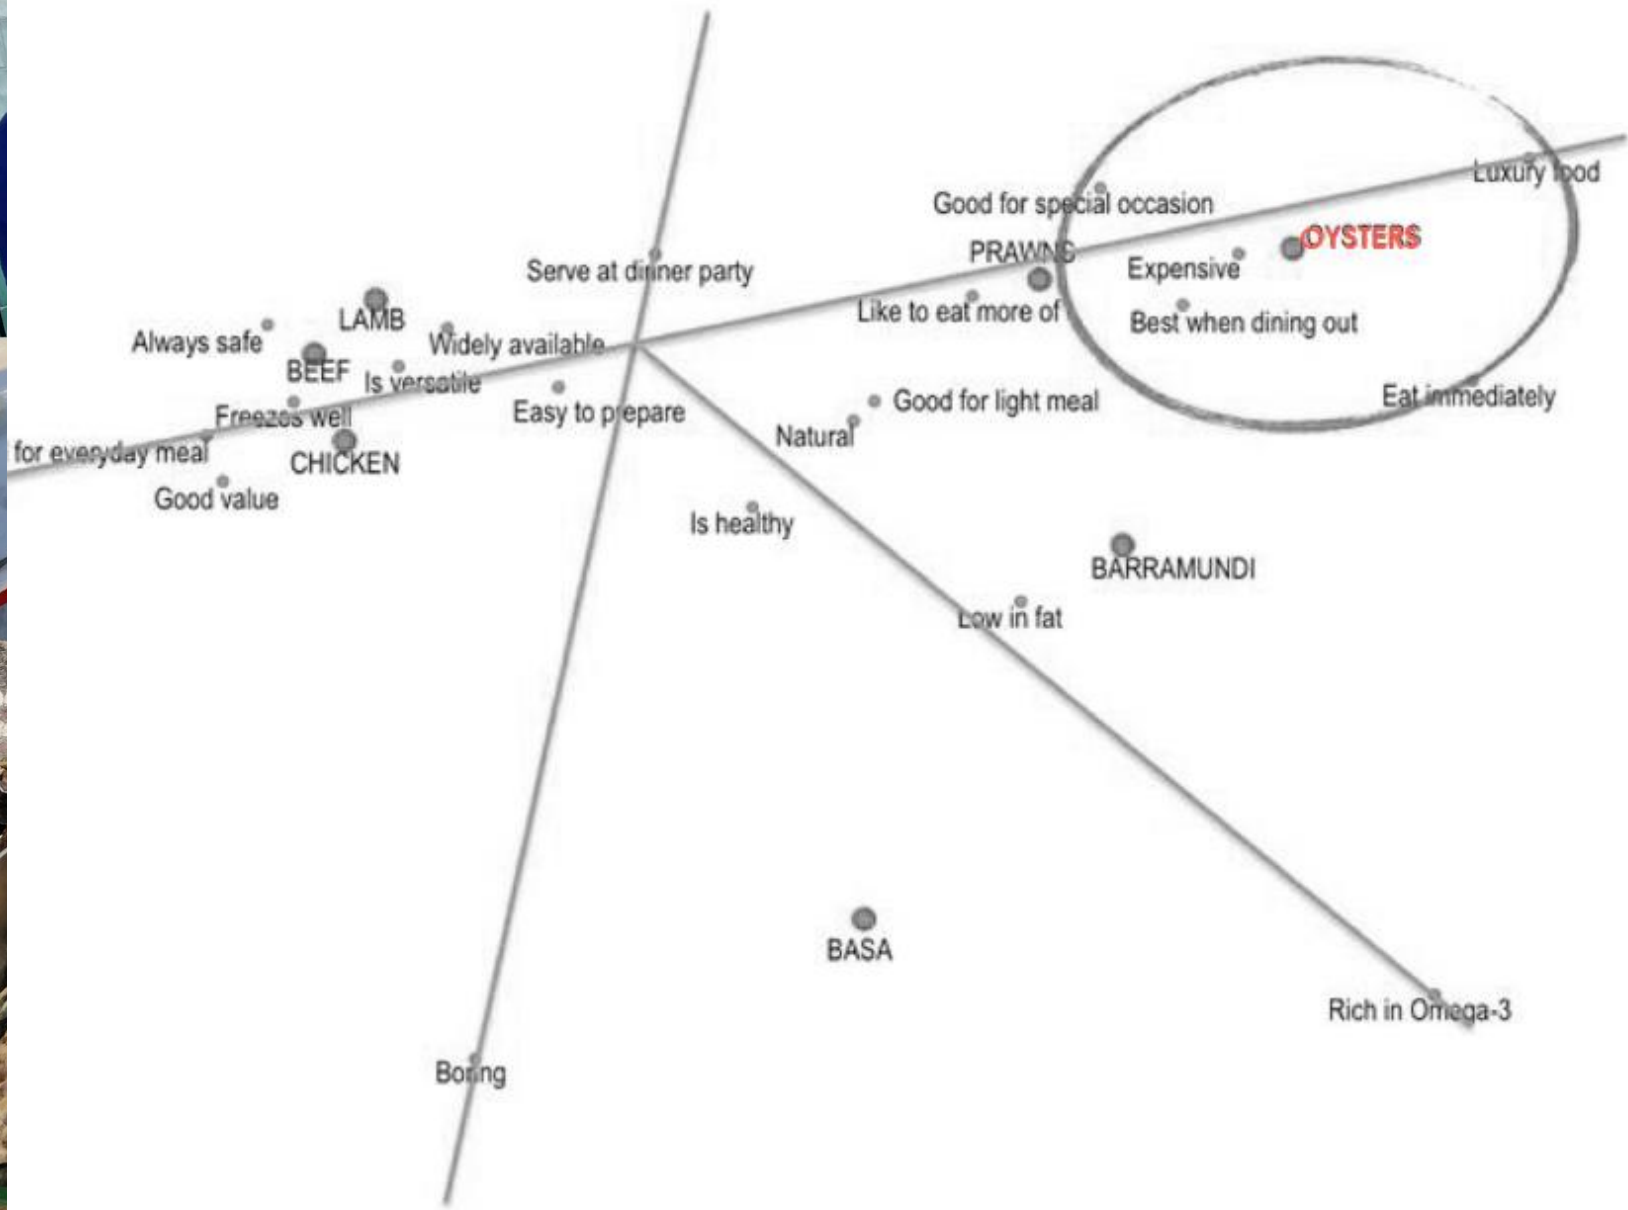 Luxury food
Good for special occasion
OYSTERS
PRAWNS
Expensive
Serve at dinner party
Like to eat more of
LAMB
Best when dining out
Always safe
Widely available
BEEF
Is versatile
Eat immediately
Good for light meal
Easy to prepare
Freezes well
Natural
for everyday meal
CHICKEN
Good value
Is healthy
BARRAMUNDI
Low in fat
BASA
Rich in Omega-3
Boring